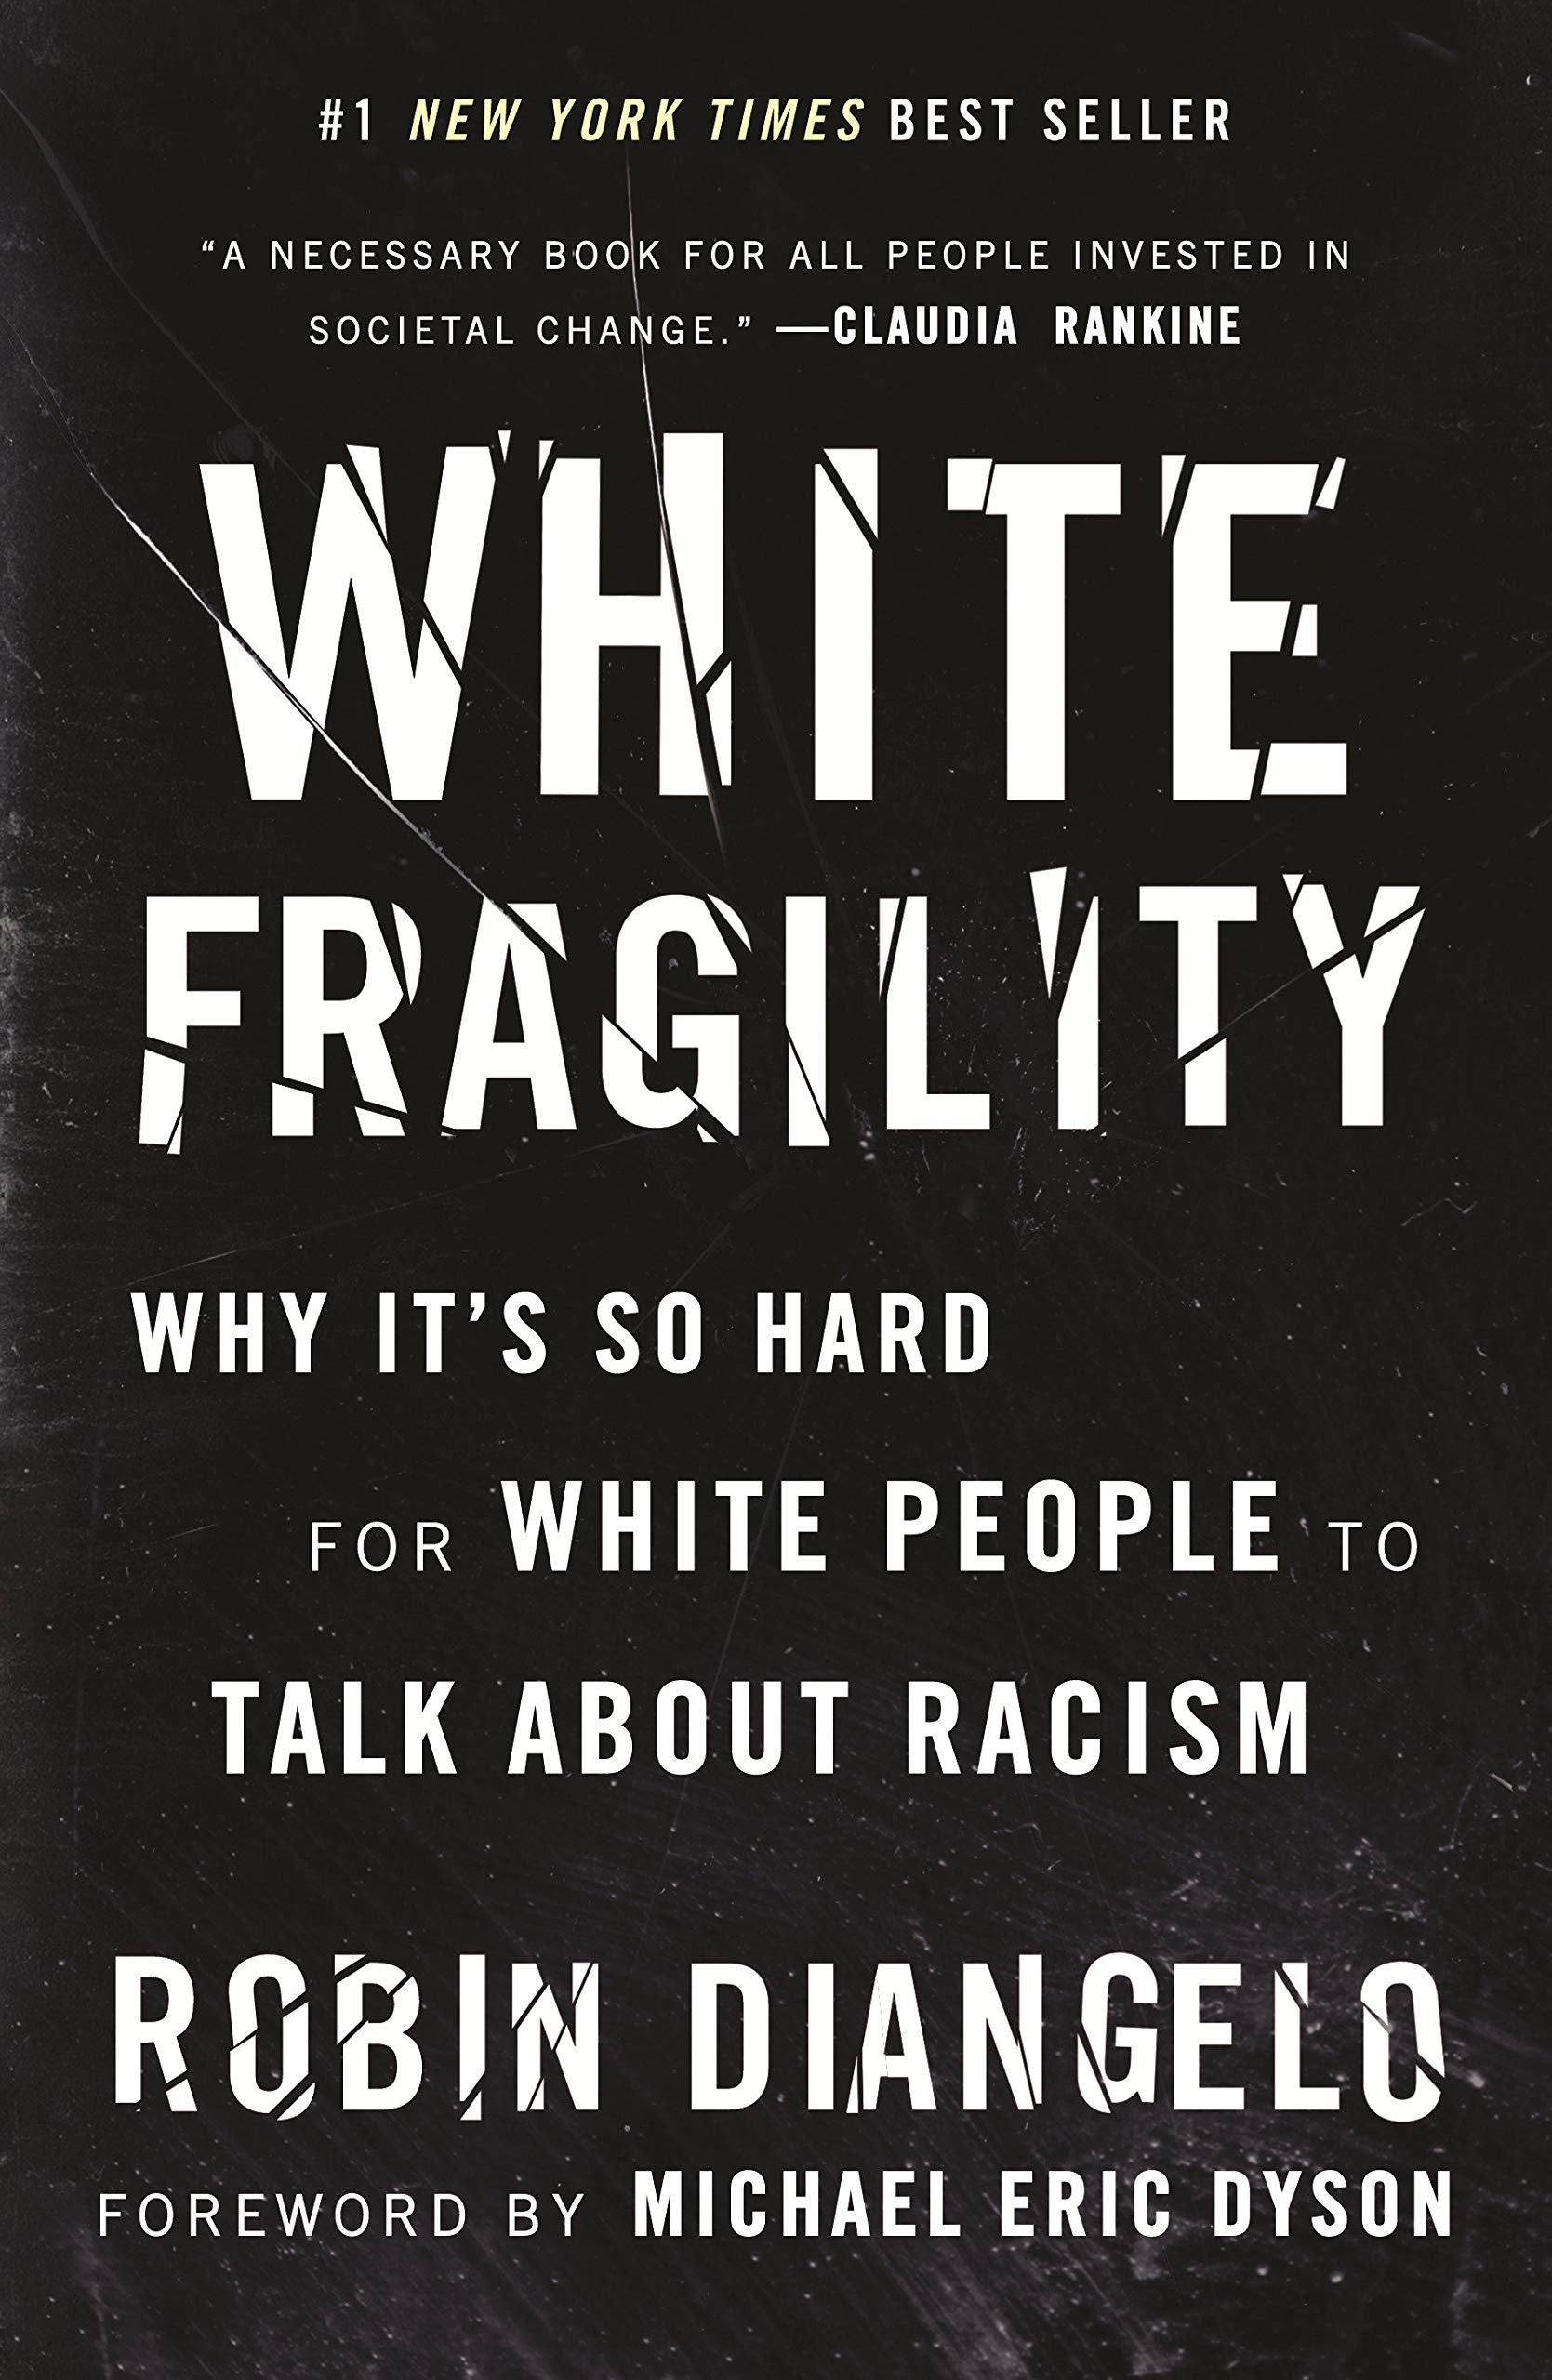 #1 NEW YORK TIMES BEST SELLER
“A NECESSARY BOOK FOR ALL PEOPLE INVESTED IN
SOCIETAL CHANGE.” —CLAUDIA RANKINE
WHITE
FRAGILITY
WHY IT’S SO HARD
FOR WHITE PEOPLE TO
TALK ABOUT RACISM
ROBIN DIANGELO
FOREWORD BY MICHAEL ERIC DYSON